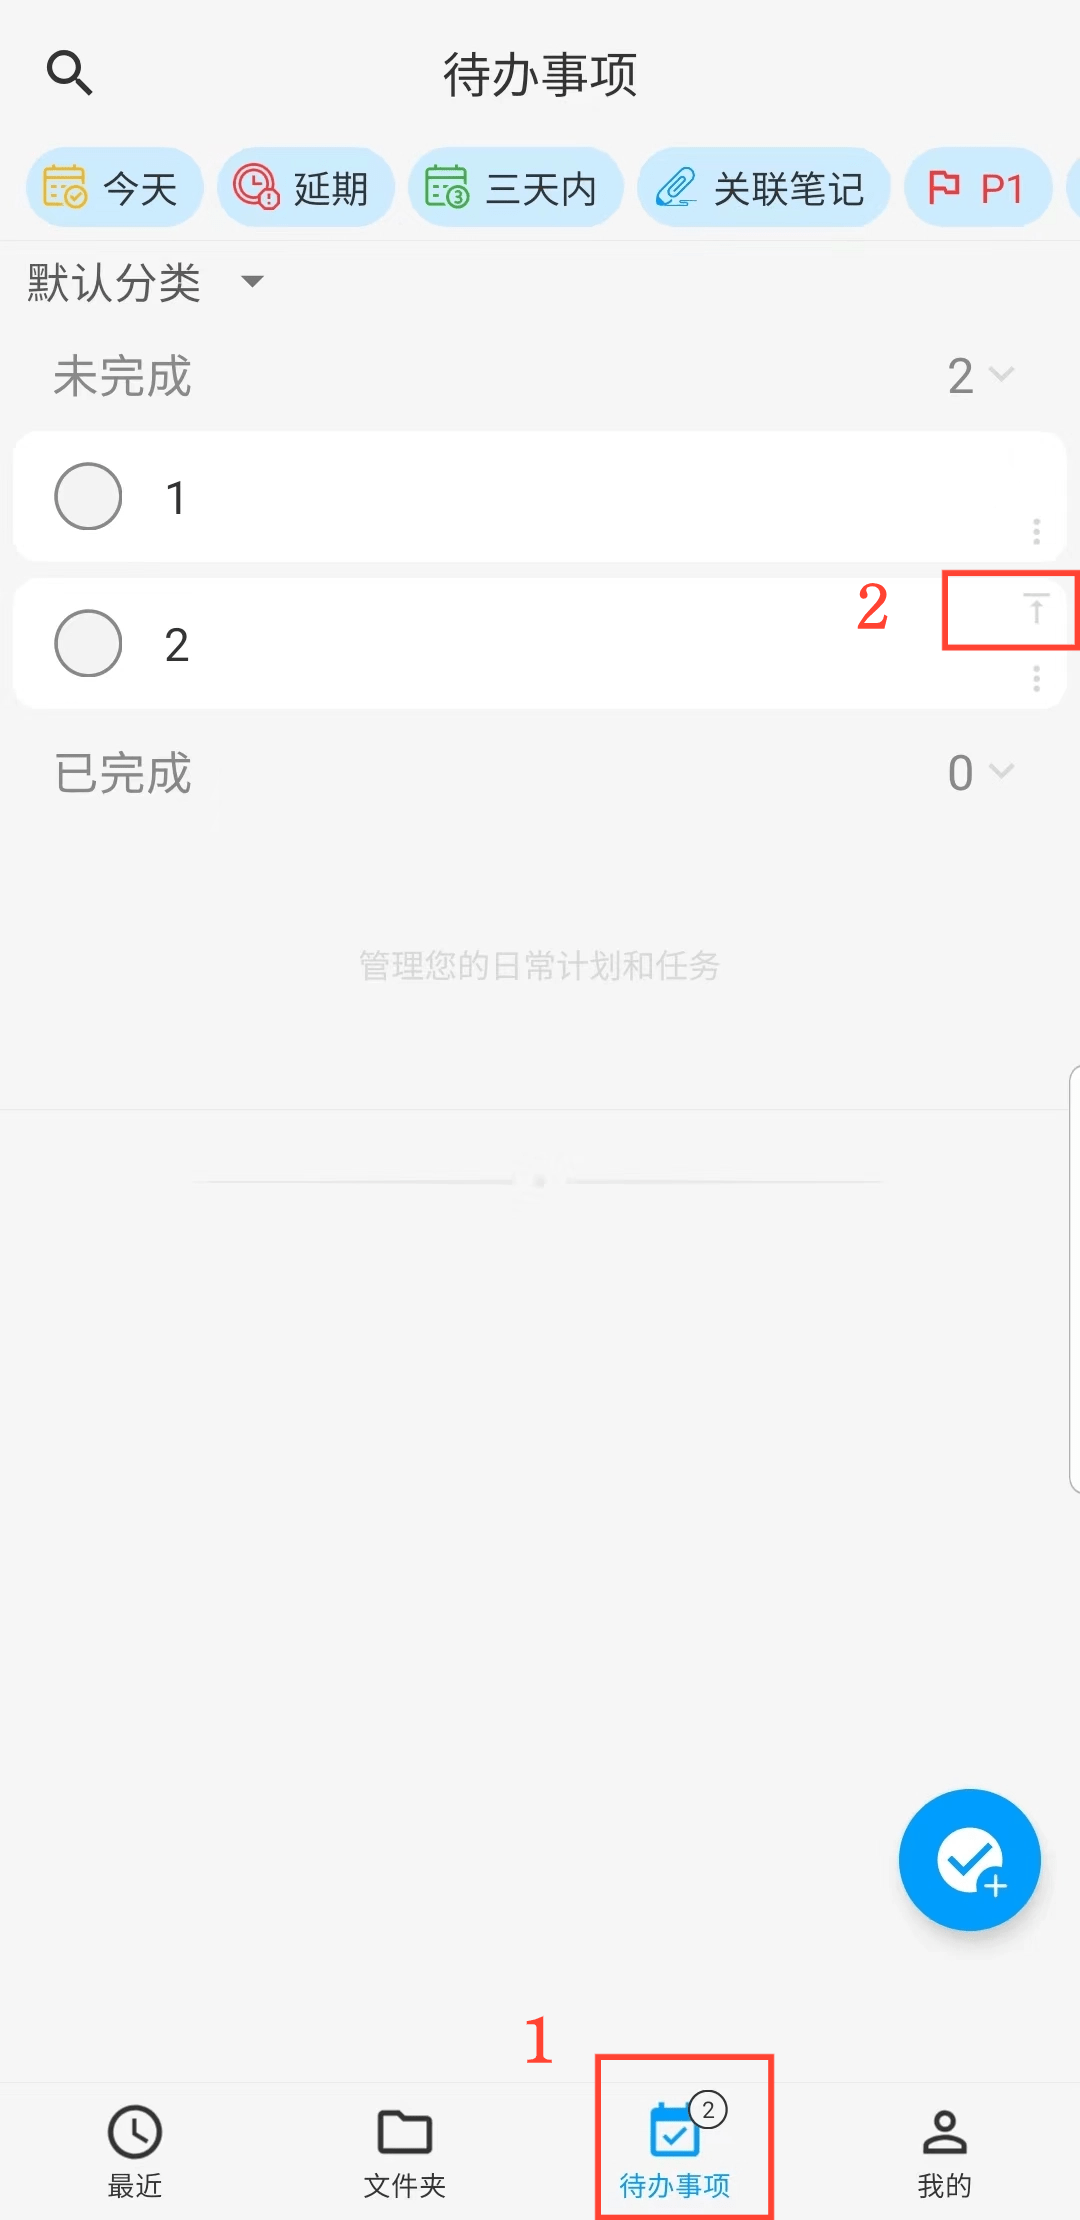 待办事项
今天 延期 三天内 关联笔记 P1
默认分类
未完成 2
1
2
2
已完成 0
管理您的日常计划和任务
1
2
最近 文件夹 待办事项 我的